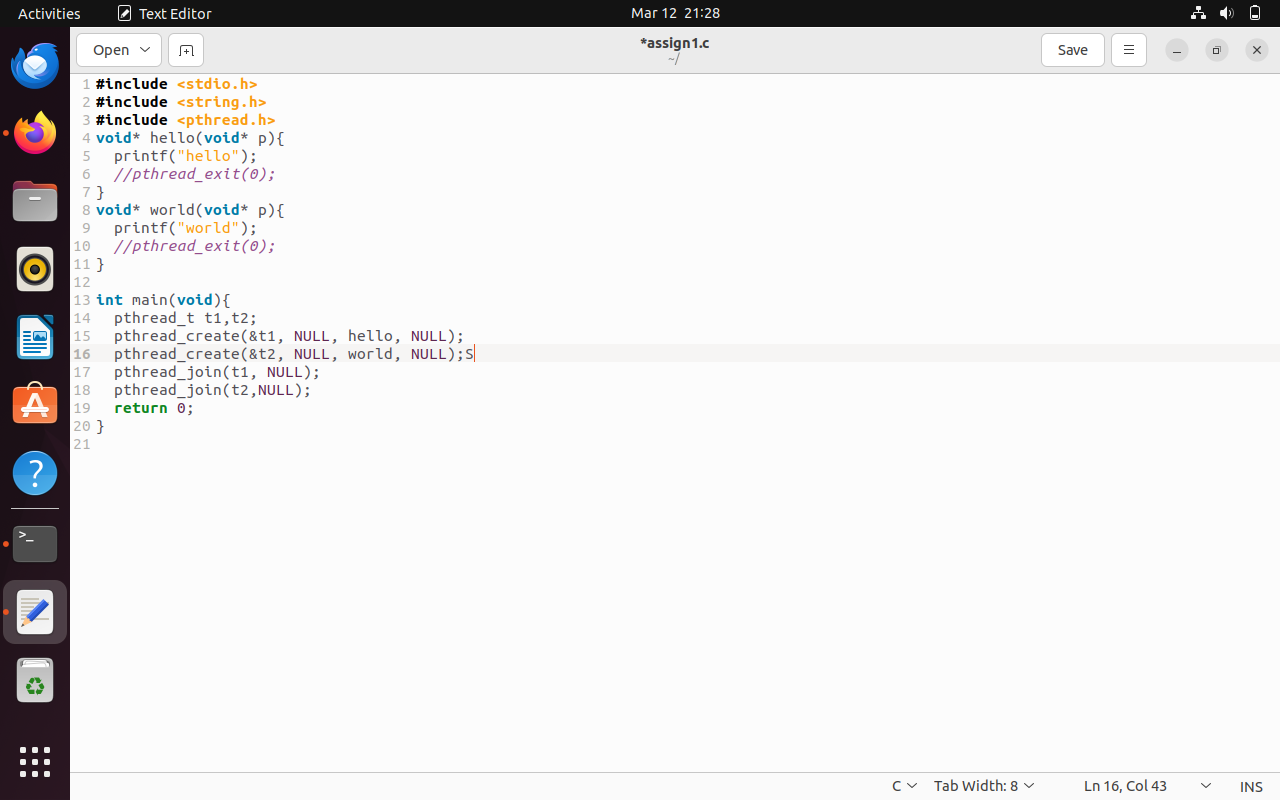 Activities
Text Editor
Mar 12 21:28
Open
*assign1.c
~/
Save
1 #include <stdio.h>
2 #include <string.h>
3 #include <pthread.h>
4 void* hello(void* p){
5   printf("hello");
6   //pthread_exit(0);
7 }
8 void* world(void* p){
9   printf("world");
10   //pthread_exit(0);
11 }
12
13 int main(void){
14   pthread_t t1,t2;
15   pthread_create(&t1, NULL, hello, NULL);
16   pthread_create(&t2, NULL, world, NULL);S
17   pthread_join(t1, NULL);
18   pthread_join(t2,NULL);
19   return 0;
20 }
21
C
Tab Width: 8
Ln 16, Col 43
INS